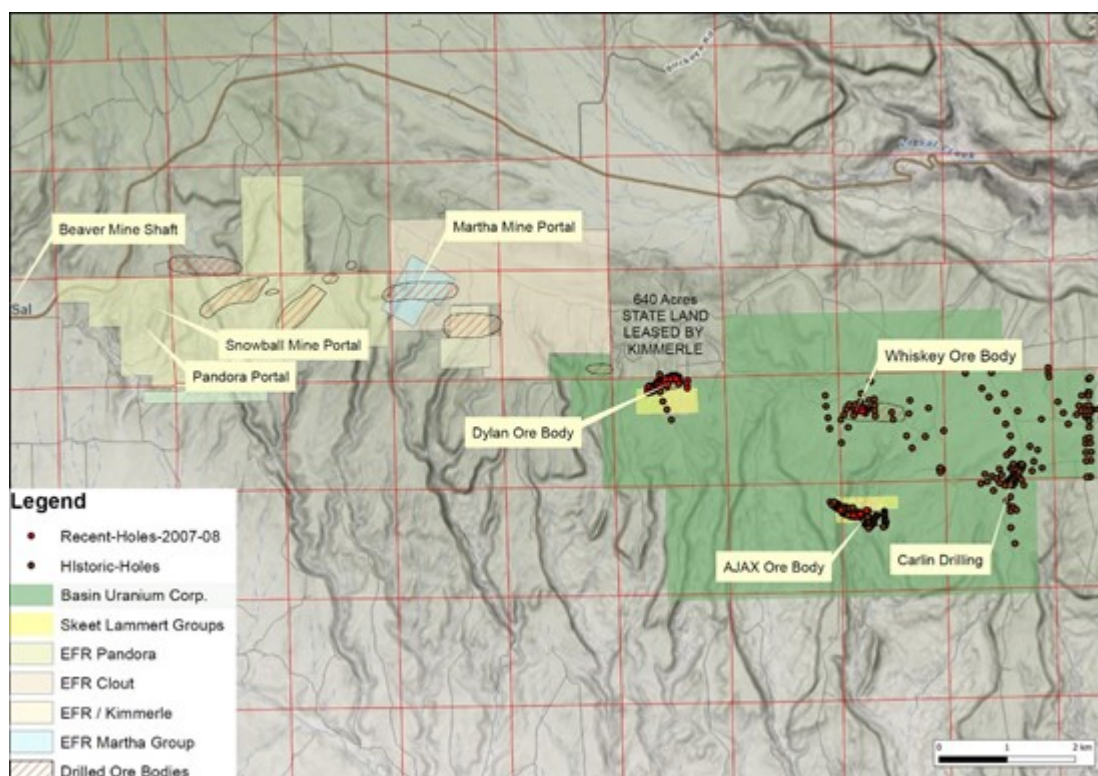 Beaver Mine Shaft
Martha Mine Portal
Sal
640 Acres
STATE LAND
LEASED BY
KIMMERLE
Snowball Mine Portal
Pandora Portal
Whiskey Ore Body
Dylan Ore Body
AJAX Ore Body
Carlin Drilling
Legend
Recent-Holes-2007-08
HIstoric-Holes
Basin Uranium Corp.
Skeet Lammert Groups
EFR Pandora
EFR Clout
EFR / Kimmerle
EFR Martha Group
Drilled Ore Bodies
0 1 2 km